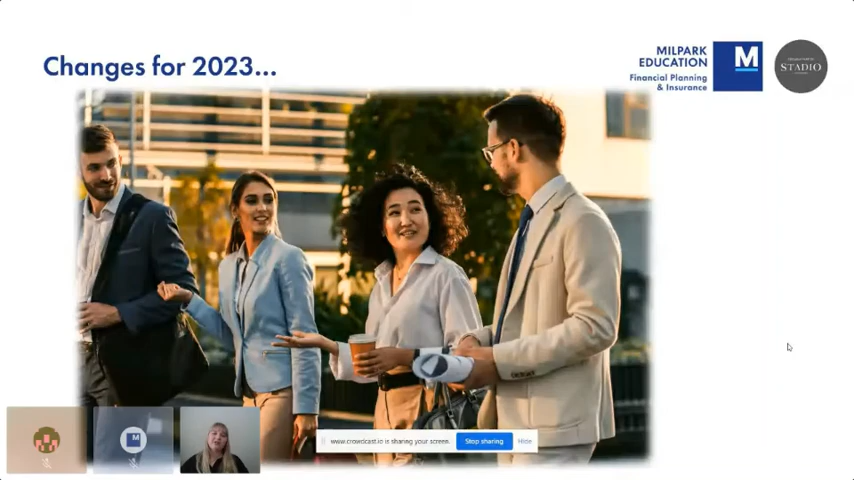 Changes for 2023...
MILPARK
EDUCATION
Financial Planning
& Insurance
M
STADIO
M
www.crowdcast.io is sharing your screen.
Stop sharing
Hide